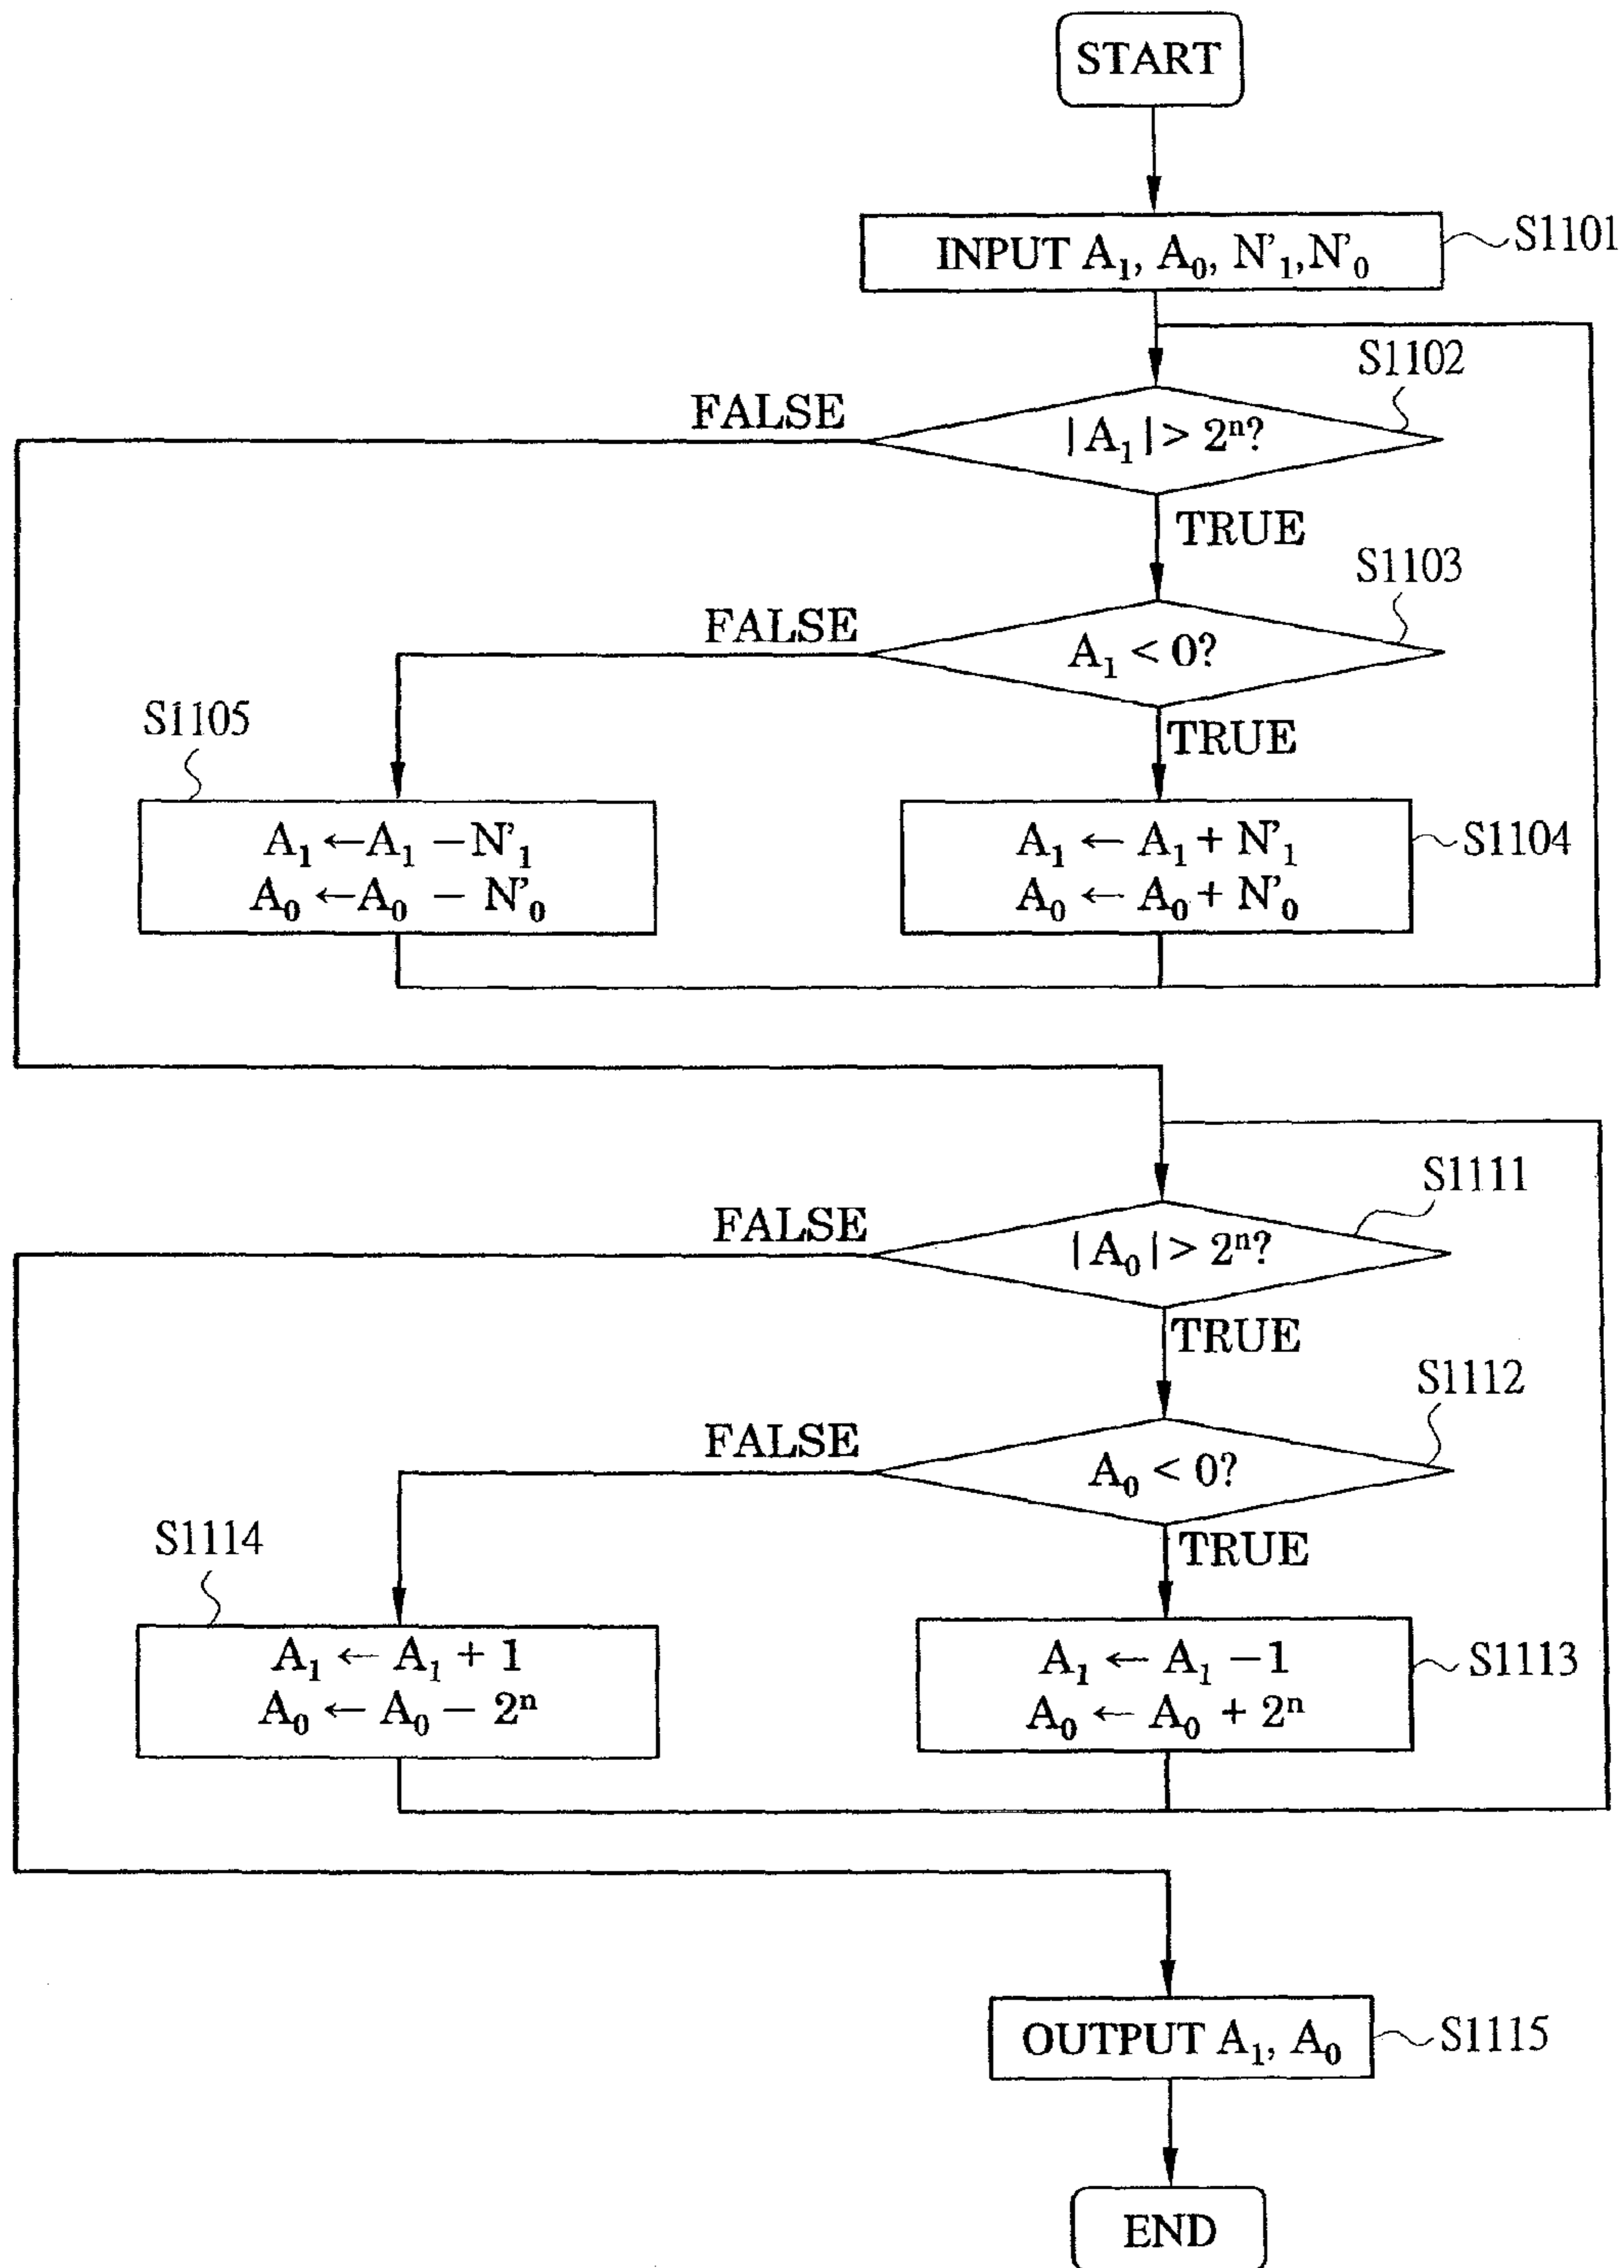 START
INPUT A₁, A₀, N'₁,N'₀
S1101
S1102
|A₁| > 2ⁿ?
FALSE
TRUE
S1103
A₁ < 0?
FALSE
TRUE
S1105
A₁ ←A₁ −N'₁
A₀ ←A₀ − N'₀
A₁ ← A₁ + N'₁
A₀ ← A₀ + N'₀
S1104
S1111
FALSE
|A₀| > 2ⁿ?
TRUE
S1112
FALSE
A₀ < 0?
TRUE
S1114
A₁ ← A₁ + 1
A₀ ← A₀ − 2ⁿ
A₁ ← A₁ −1
A₀ ← A₀ + 2ⁿ
S1113
OUTPUT A₁, A₀
S1115
END